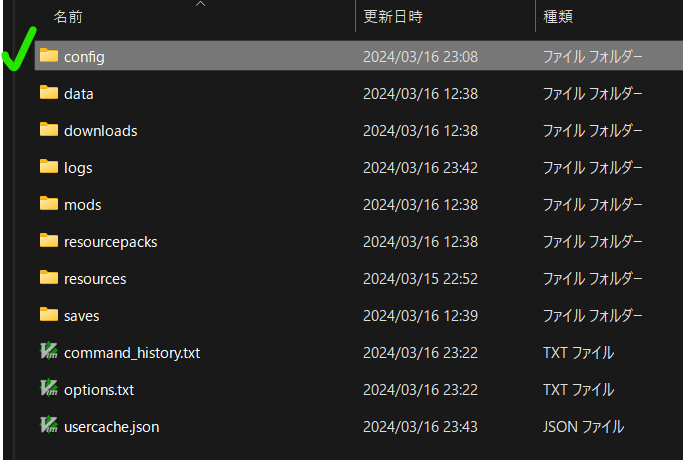 名前 更新日時 種類
config 2024/03/16 23:08 ファイル フォルダー
data 2024/03/16 12:38 ファイル フォルダー
downloads 2024/03/16 12:38 ファイル フォルダー
logs 2024/03/16 23:42 ファイル フォルダー
mods 2024/03/16 12:38 ファイル フォルダー
resourcepacks 2024/03/16 12:38 ファイル フォルダー
resources 2024/03/15 22:52 ファイル フォルダー
saves 2024/03/16 12:39 ファイル フォルダー
command_history.txt 2024/03/16 23:22 TXT ファイル
options.txt 2024/03/16 23:22 TXT ファイル
usercache.json 2024/03/16 23:43 JSON ファイル